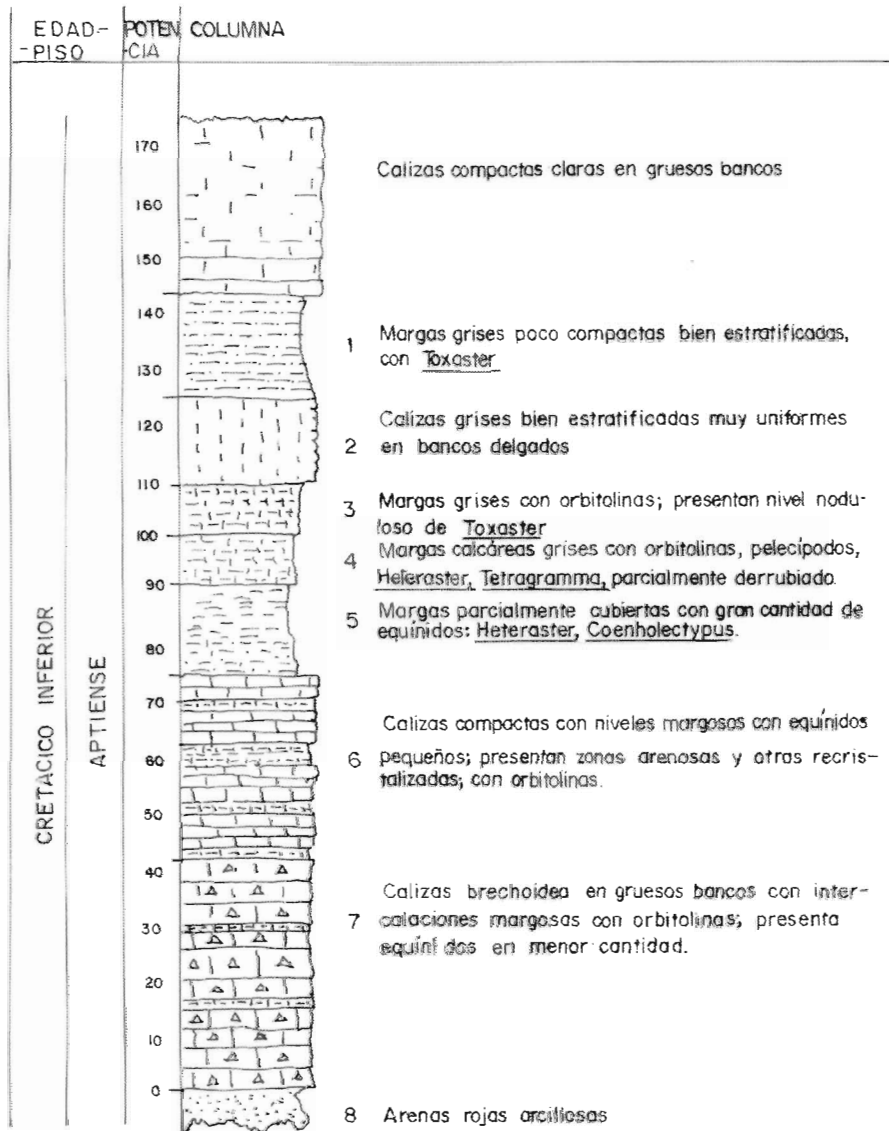 EDAD-
-PISO
POTEN
-CIA
COLUMNA
170
160
150
140
130
120
110
100
90
80
70
60
50
40
30
20
10
0
CRETACICO INFERIOR
APTIENSE
Calizas compactas claras en gruesos bancos
1 Margas grises poco compactas bien estratificadas,
con Toxaster
Calizas grises bien estratificadas muy uniformes
2 en bancos delgados
3 Margas grises con orbitolinas; presentan nivel nodu-
loso de Toxaster
4 Margas calcáreas grises con orbitolinas, pelecípodos,
Heteraster, Tetragramma, parcialmente derrubiado.
5 Margas parcialmente cubiertas con gran cantidad de
equínidos: Heteraster, Coenholectypus.
Calizas compactas con niveles margosos con equínidos
6 pequeños; presentan zonas arenosas y otras recris-
talizadas; con orbitolinas.
Calizas brechoidea en gruesos bancos con inter-
7 calaciones margosas con orbitolinas; presenta
equínidos en menor cantidad.
8 Arenas rojas arcillosas